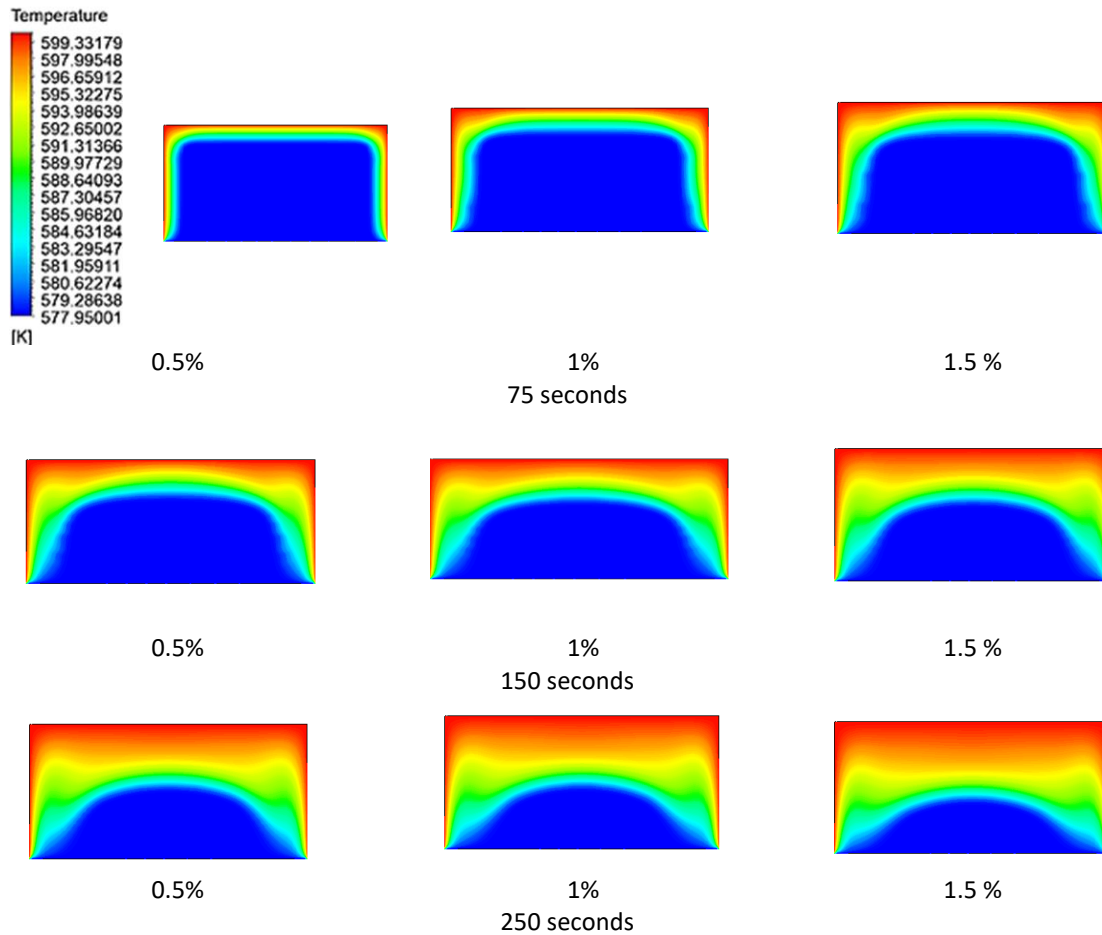 Temperature
599.33179
597.99548
596.65912
595.32275
593.98639
592.65002
591.31366
589.97729
588.64093
587.30457
585.96820
584.63184
583.29547
581.95911
580.62274
579.28638
577.95001
[K]
0.5% 1% 1.5 %
75 seconds
0.5% 1% 1.5 %
150 seconds
0.5% 1% 1.5 %
250 seconds